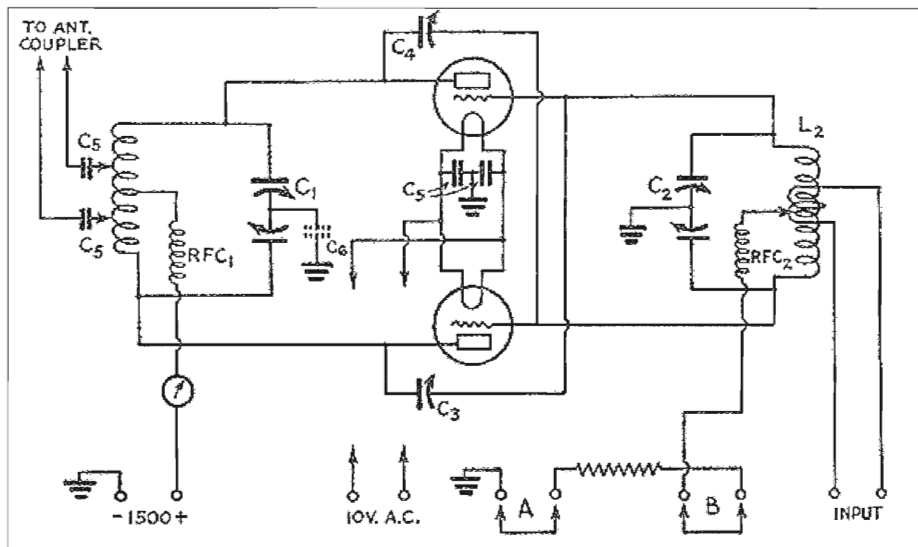 TO ANT.
COUPLER
C4
L2
C5
C1
C5
C2
C5
RFC1
C6
RFC2
C3
A
B
-1500+
10V. A.C.
INPUT